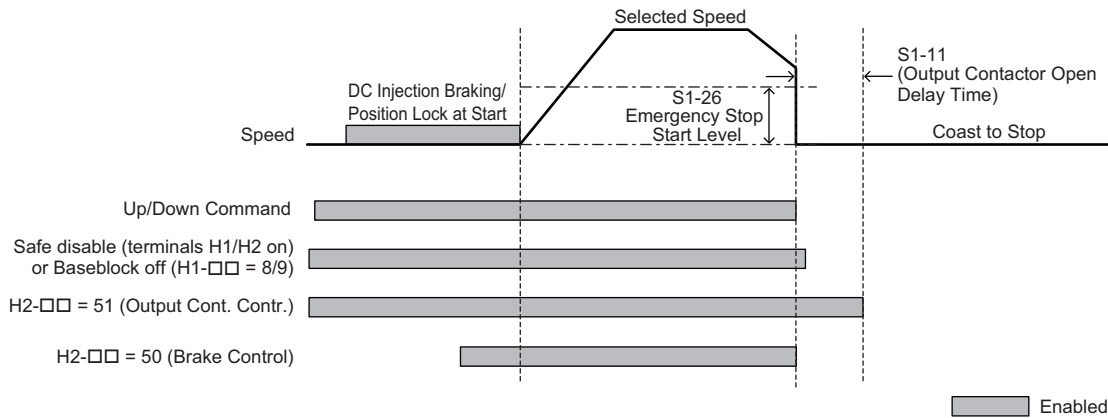 Selected Speed
S1-11
(Output Contactor Open
Delay Time)
DC Injection Braking/
Position Lock at Start
S1-26
Emergency Stop
Start Level
Speed
Coast to Stop
Up/Down Command
Safe disable (terminals H1/H2 on)
or Baseblock off (H1-□□ = 8/9)
H2-□□ = 51 (Output Cont. Contr.)
H2-□□ = 50 (Brake Control)
Enabled